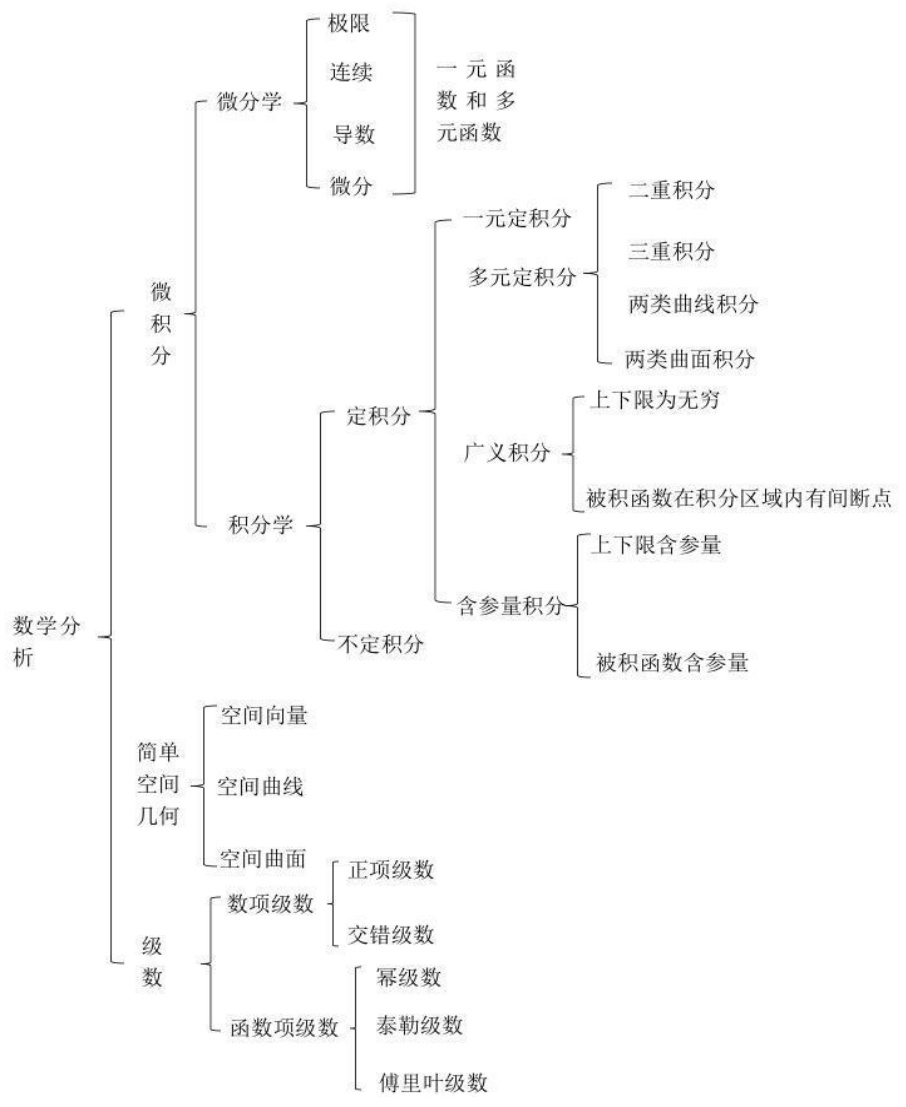 数学分
析
微
积
分
微分学
极限
连续
导数
微分
一元函
数和多
元函数
积分学
定积分
一元定积分
多元定积分
二重积分
三重积分
两类曲线积分
两类曲面积分
广义积分
上下限为无穷
被积函数在积分区域内有间断点
含参量积分
上下限含参量
被积函数含参量
不定积分
简单
空间
几何
空间向量
空间曲线
空间曲面
级
数
数项级数
正项级数
交错级数
函数项级数
幂级数
泰勒级数
傅里叶级数